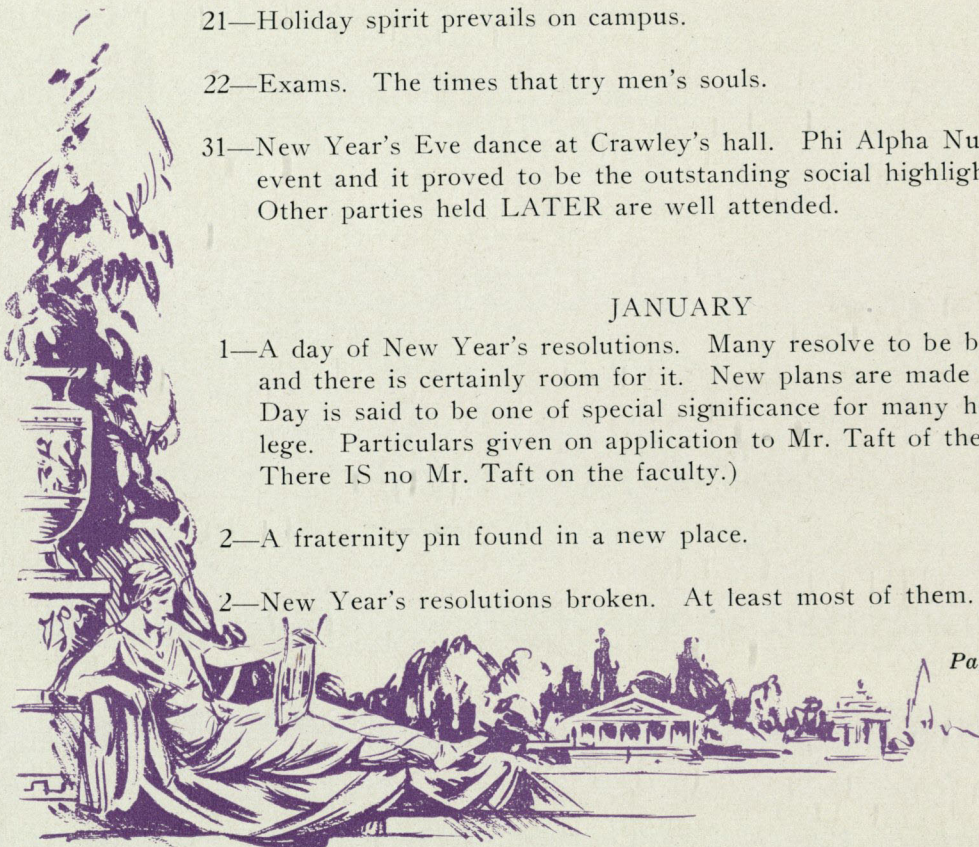 21—Holiday spirit prevails on campus.
22—Exams. The times that try men's souls.
31—New Year's Eve dance at Crawley's hall. Phi Alpha Nu
event and it proved to be the outstanding social highligh
Other parties held LATER are well attended.
JANUARY
1—A day of New Year's resolutions. Many resolve to be b
and there is certainly room for it. New plans are made
Day is said to be one of special significance for many h
lege. Particulars given on application to Mr. Taft of the
There IS no Mr. Taft on the faculty.)
2—A fraternity pin found in a new place.
2—New Year's resolutions broken. At least most of them.
Pa